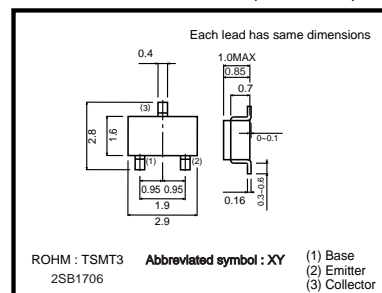 Each lead has same dimensions
0.4
1.0MAX
0.85
0.7
(3)
2.8
1.6
0~0.1
(1)
(2)
0.95 0.95
0.16
0.3~0.6
1.9
2.9
ROHM : TSMT3
Abbreviated symbol : XY
(1) Base
2SB1706
(2) Emitter
(3) Collector